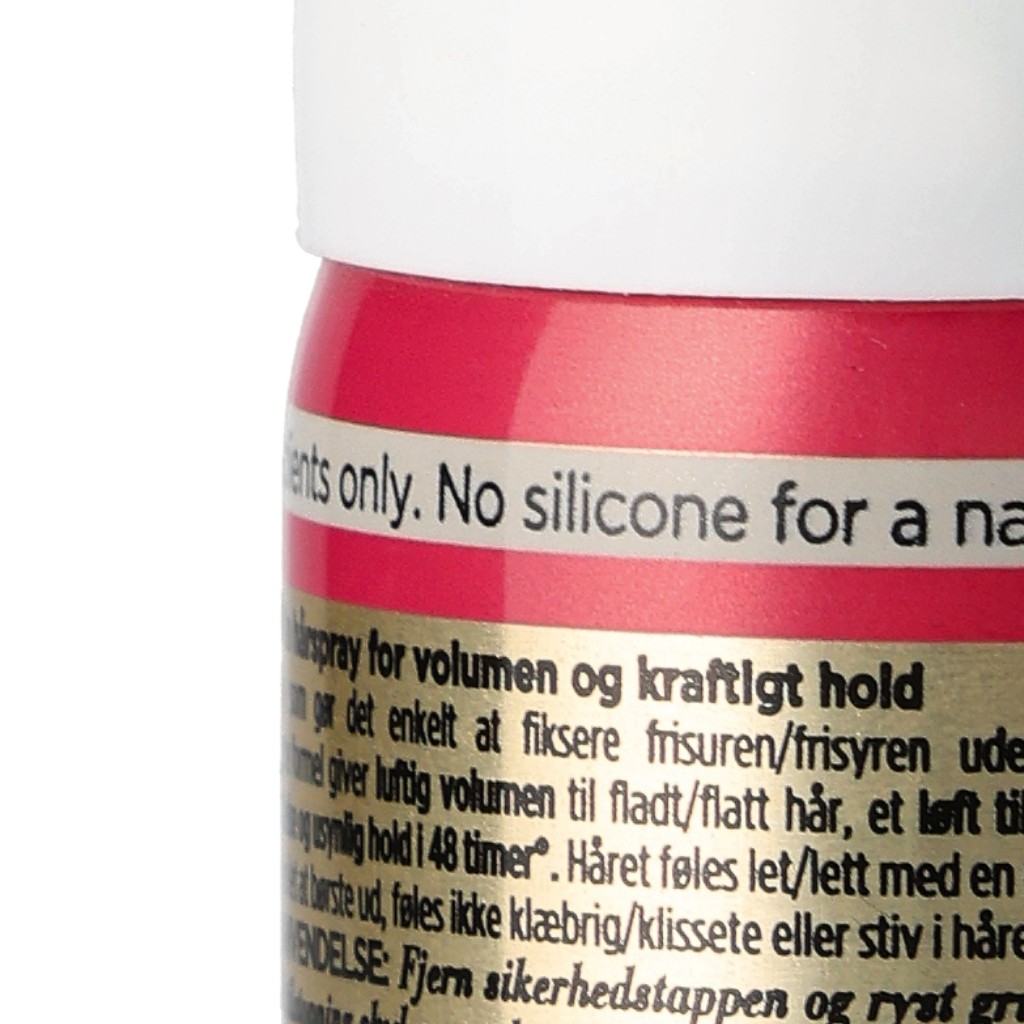 only. No silicone for a na
hårspray for volumen og kraftigt hold
gør det enkelt at fiksere frisuren/frisyren ude
giver luftig volumen til fladt/flatt hår, et løft til
og usynlig hold i 48 timer*. Håret føles let/lett med en
at børste ud, føles ikke klæbrig/klissete eller stiv i håre
ENDELSE: Fjern sikkerhedstappen og ryst gr